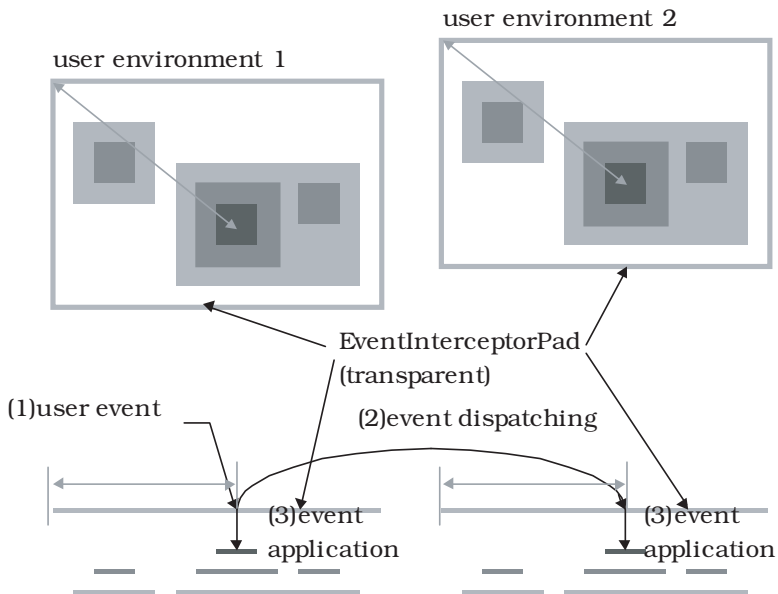 user environment 2
user environment 1
EventInterceptorPad
(transparent)
(1)user event
(2)event dispatching
(3)event
application
(3)event
application